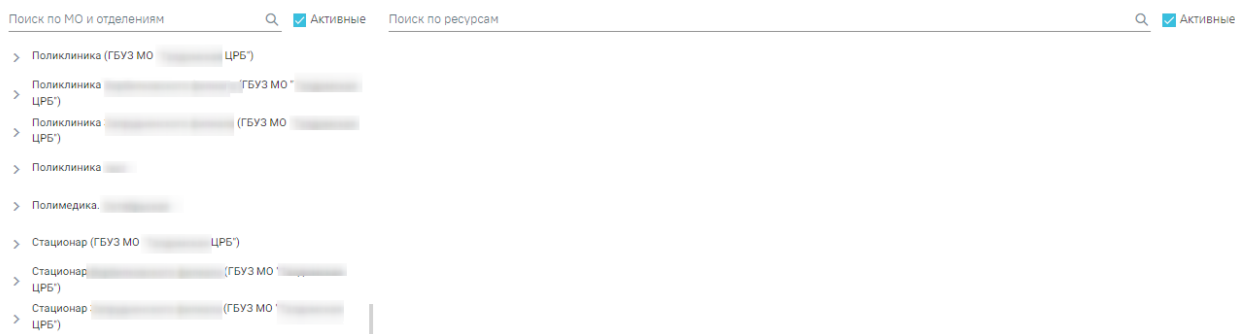 Поиск по МО и отделениям
Активные
Поиск по ресурсам
Активные
Поликлиника (ГБУЗ МО ЦРБ")
Поликлиника (ГБУЗ МО "
ЦРБ")
Поликлиника (ГБУЗ МО
ЦРБ")
Поликлиника
Полимедика.
Стационар (ГБУЗ МО ЦРБ")
Стационар (ГБУЗ МО "
ЦРБ")
Стационар (ГБУЗ МО "
ЦРБ")